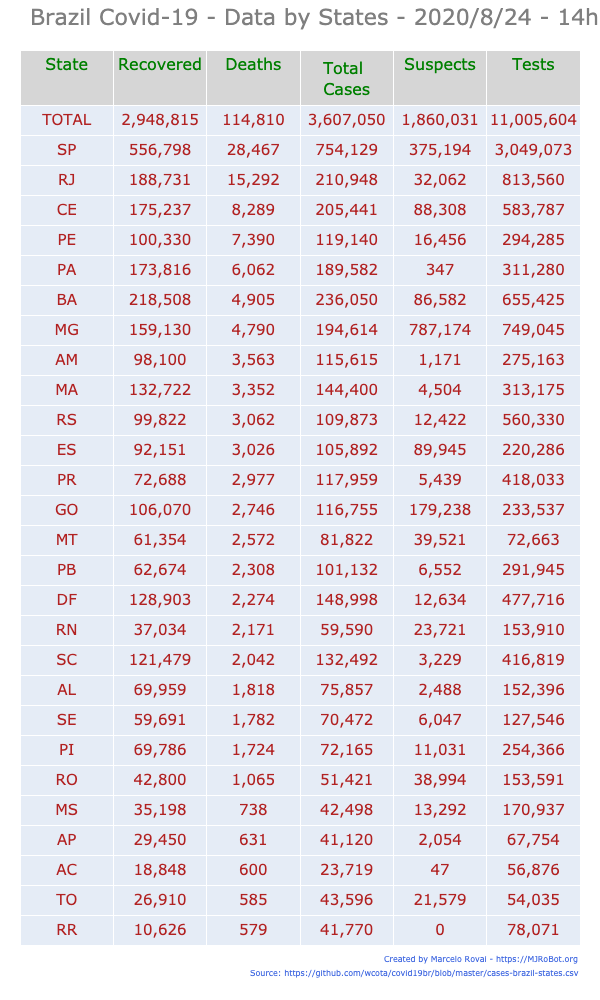 Brazil Covid-19 - Data by States - 2020/8/24 - 14h
State Recovered Deaths Total Cases Suspects Tests
TOTAL 2,948,815 114,810 3,607,050 1,860,031 11,005,604
SP 556,798 28,467 754,129 375,194 3,049,073
RJ 188,731 15,292 210,948 32,062 813,560
CE 175,237 8,289 205,441 88,308 583,787
PE 100,330 7,390 119,140 16,456 294,285
PA 173,816 6,062 189,582 347 311,280
BA 218,508 4,905 236,050 86,582 655,425
MG 159,130 4,790 194,614 787,174 749,045
AM 98,100 3,563 115,615 1,171 275,163
MA 132,722 3,352 144,400 4,504 313,175
RS 99,822 3,062 109,873 12,422 560,330
ES 92,151 3,026 105,892 89,945 220,286
PR 72,688 2,977 117,959 5,439 418,033
GO 106,070 2,746 116,755 179,238 233,537
MT 61,354 2,572 81,822 39,521 72,663
PB 62,674 2,308 101,132 6,552 291,945
DF 128,903 2,274 148,998 12,634 477,716
RN 37,034 2,171 59,590 23,721 153,910
SC 121,479 2,042 132,492 3,229 416,819
AL 69,959 1,818 75,857 2,488 152,396
SE 59,691 1,782 70,472 6,047 127,546
PI 69,786 1,724 72,165 11,031 254,366
RO 42,800 1,065 51,421 38,994 153,591
MS 35,198 738 42,498 13,292 170,937
AP 29,450 631 41,120 2,054 67,754
AC 18,848 600 23,719 47 56,876
TO 26,910 585 43,596 21,579 54,035
RR 10,626 579 41,770 0 78,071
Created by Marcelo Rovai - https://MJRoBot.org
Source: https://github.com/wcota/covid19br/blob/master/cases-brazil-states.csv